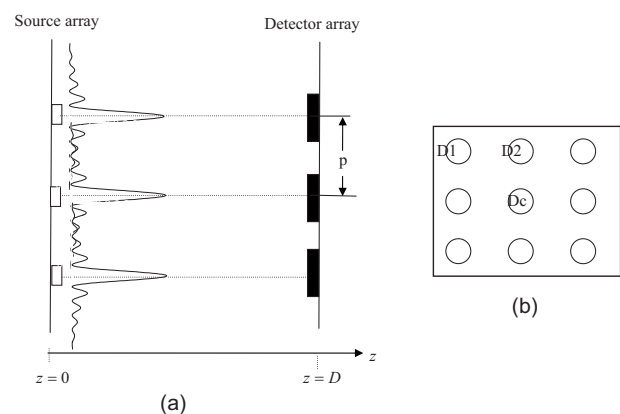 Source array
Detector array
p
D1
D2
Dc
z
z = 0
z = D
(a)
(b)